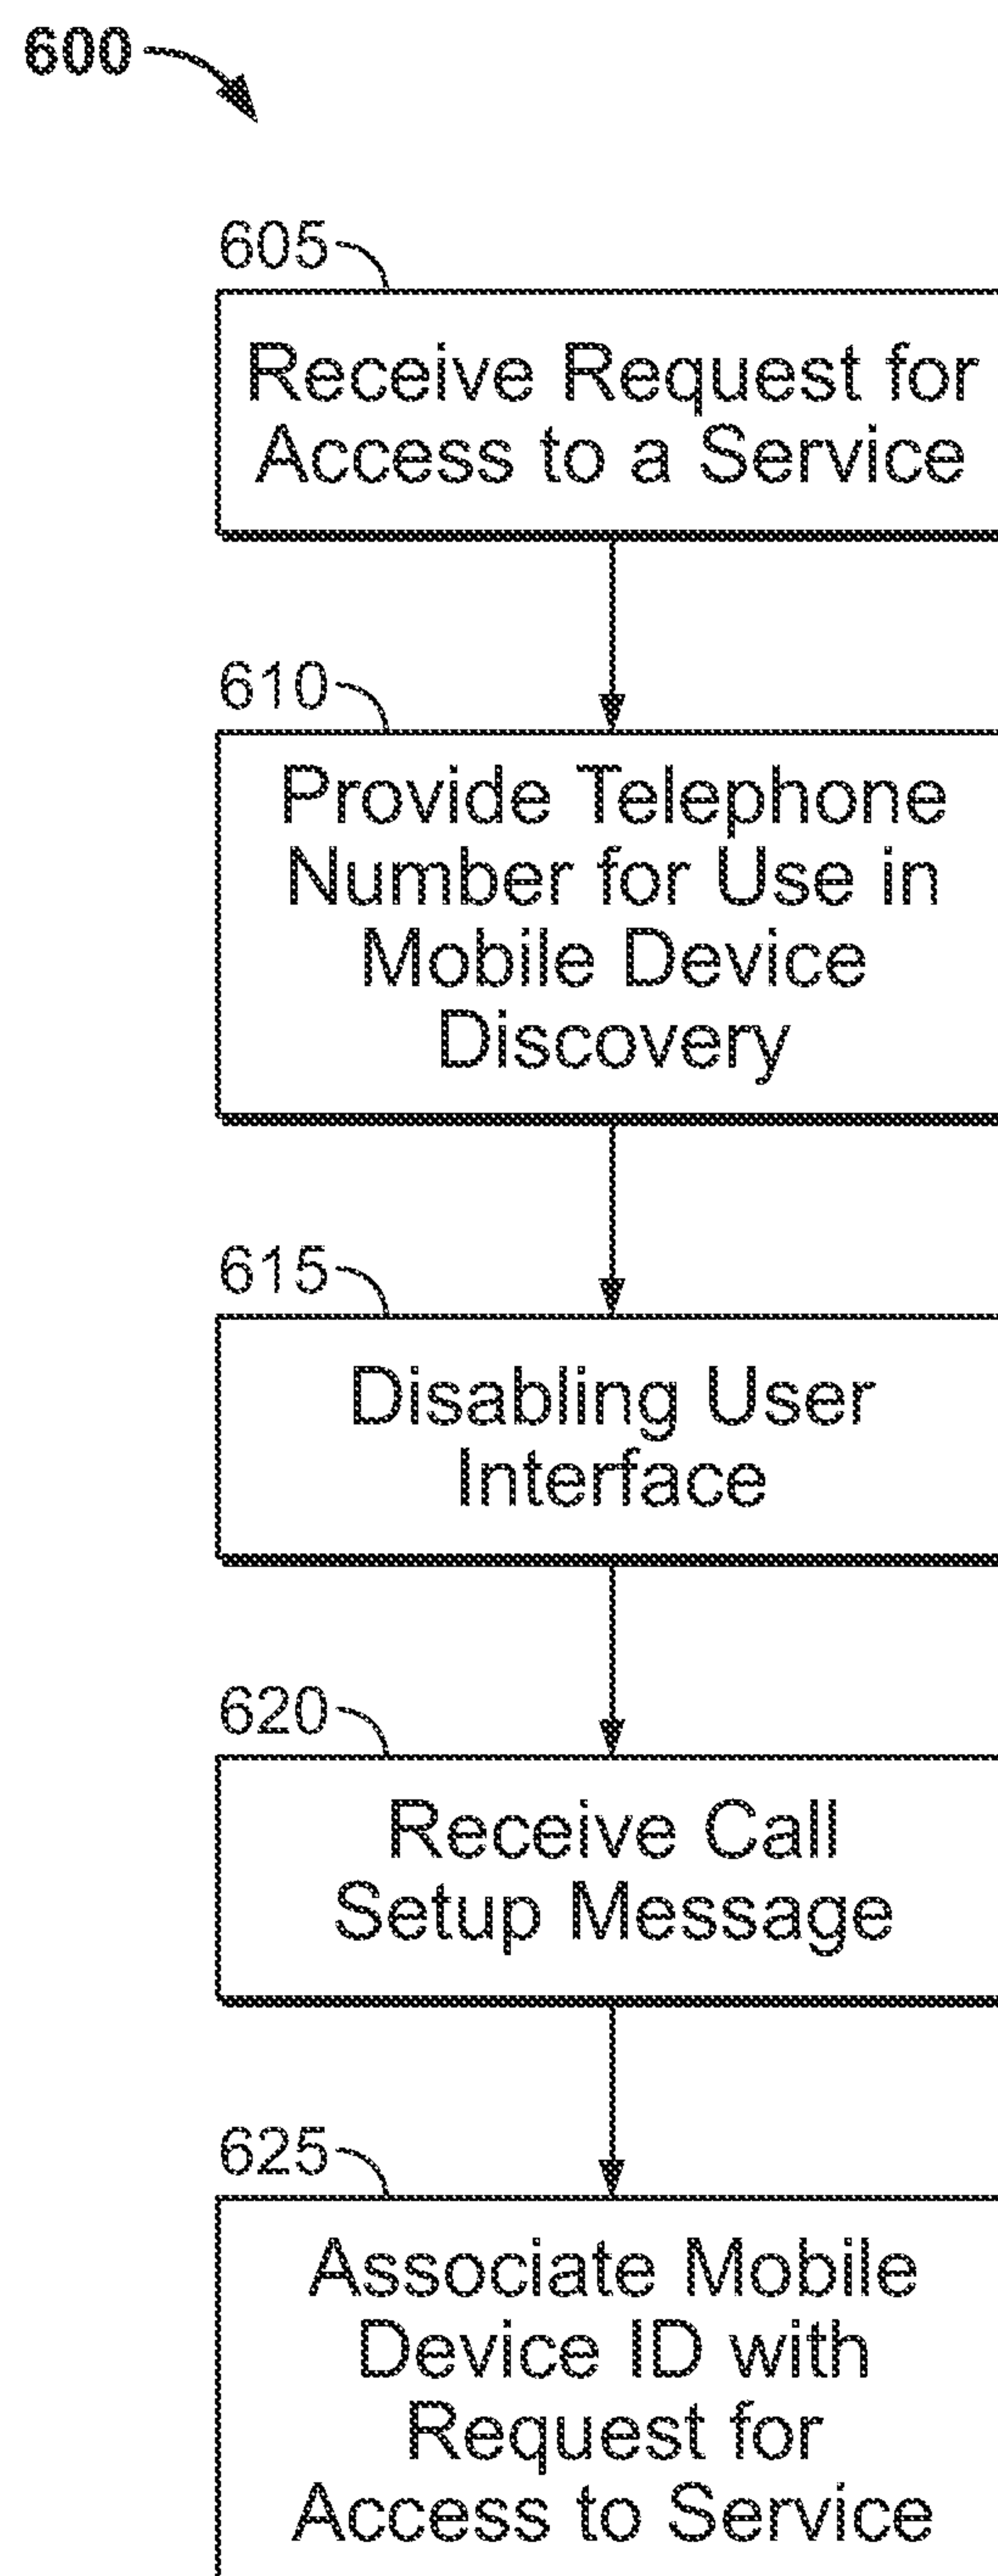 600
605
Receive Request for
Access to a Service
610
Provide Telephone
Number for Use in
Mobile Device
Discovery
615
Disabling User
Interface
620
Receive Call
Setup Message
625
Associate Mobile
Device ID with
Request for
Access to Service